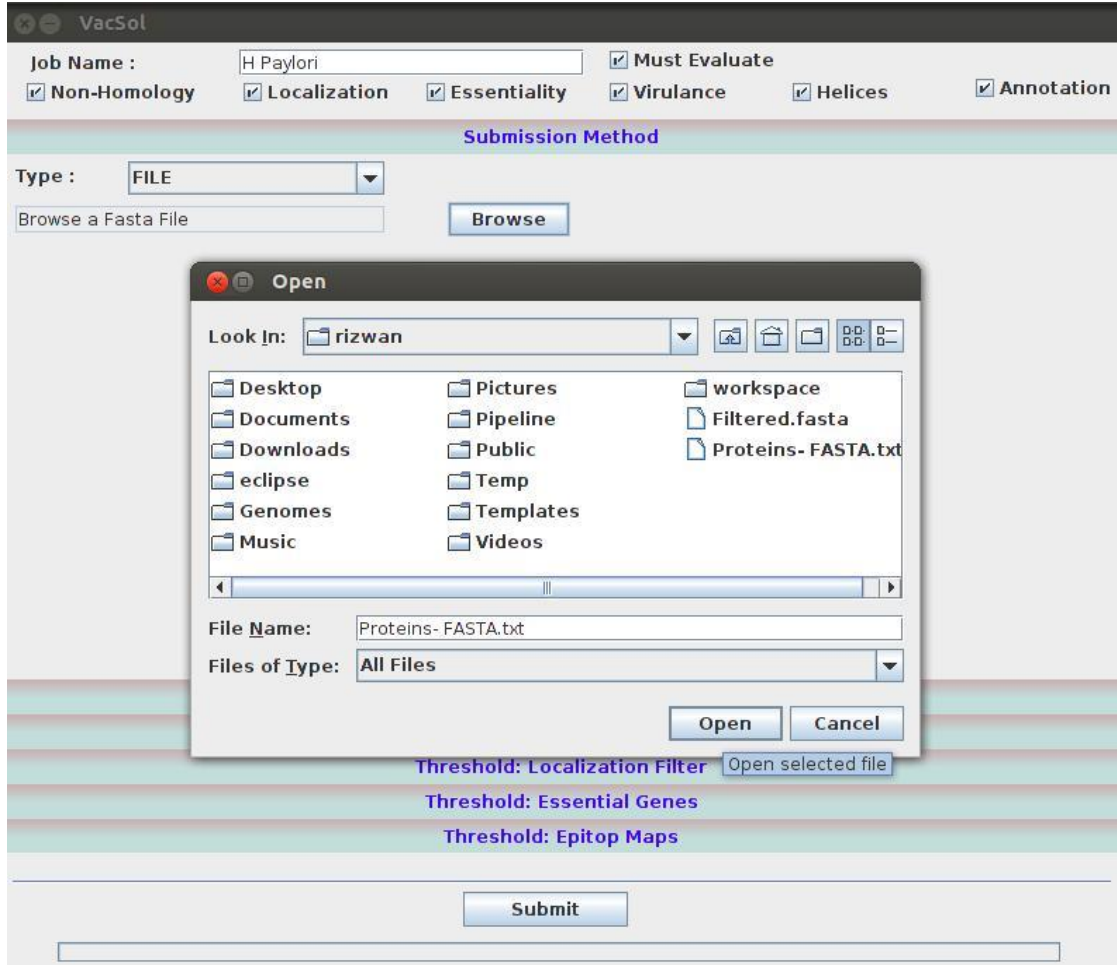 VacSol
Job Name : H Paylori Must Evaluate
Non-Homology Localization Essentiality Virulance Helices Annotation
Submission Method
Type : FILE
Browse a Fasta File Browse
Open
Look In: rizwan
Desktop Pictures workspace
Documents Pipeline Filtered.fasta
Downloads Public Proteins- FASTA.txt
eclipse Temp
Genomes Templates
Music Videos
File Name: Proteins- FASTA.txt
Files of Type: All Files
Open Cancel
Threshold: Localization Filter Open selected file
Threshold: Essential Genes
Threshold: Epitop Maps
Submit